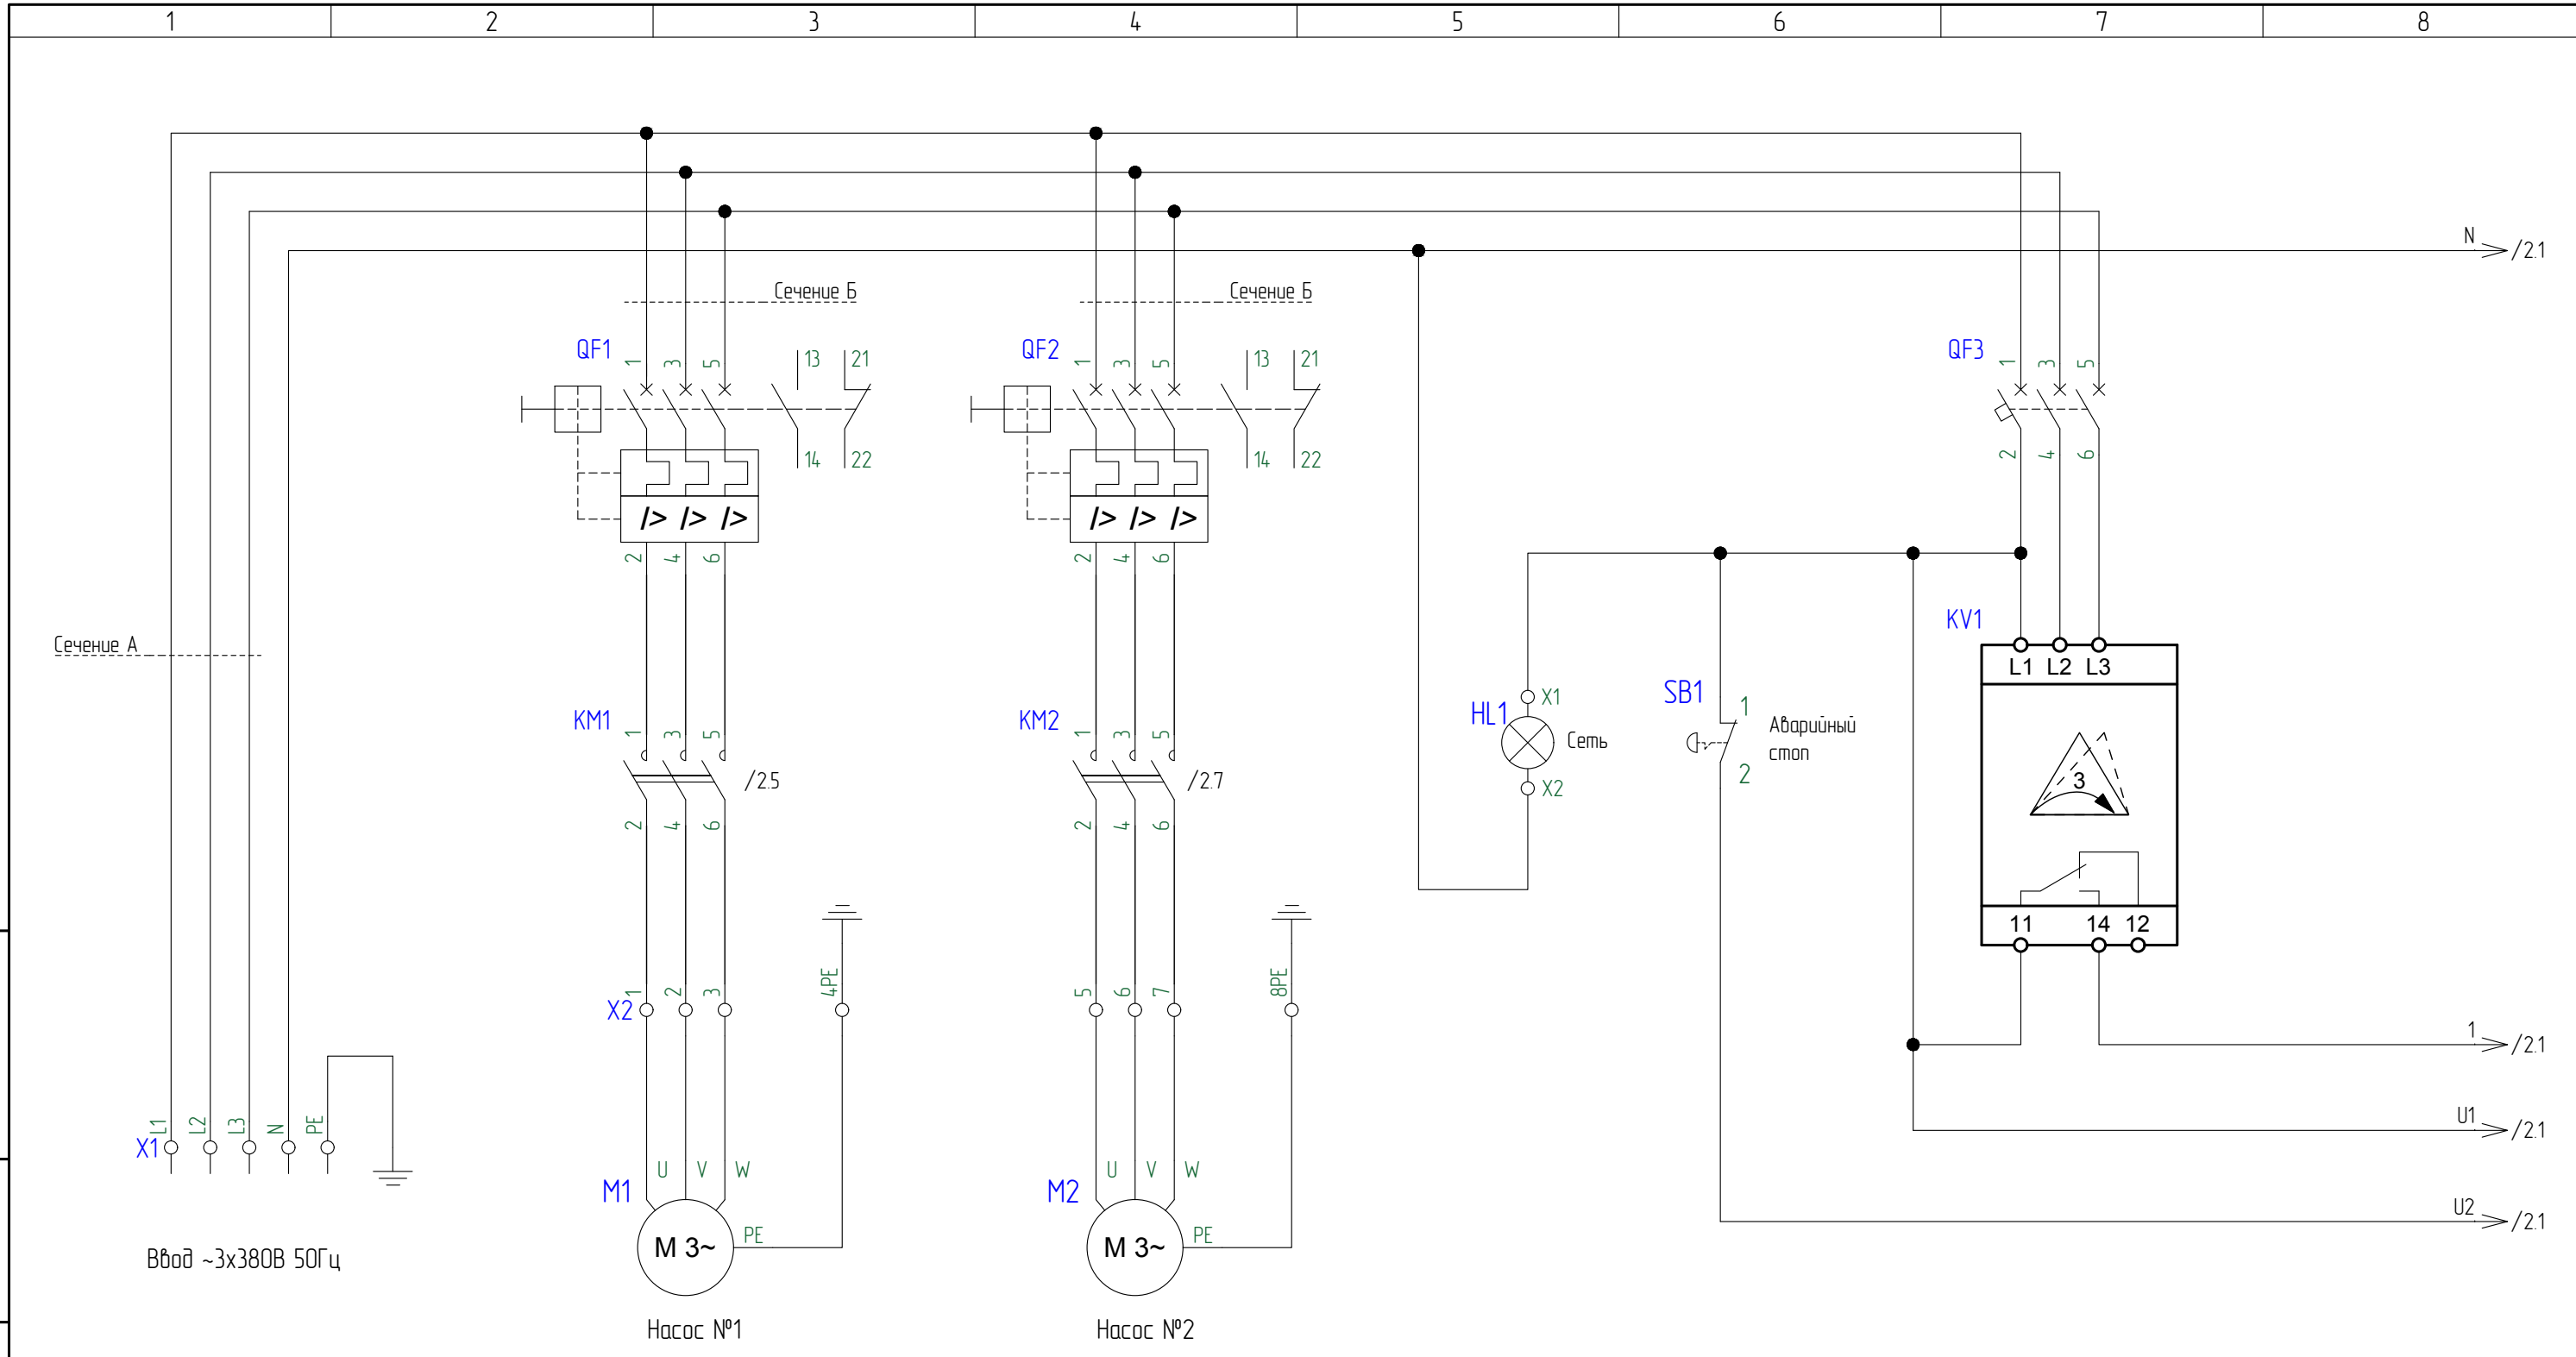 1 2 3 4 5 6 7 8
N /2.1
Сечение Б Сечение Б
QF1 1 3 5 13 21
QF2 1 3 5 13 21
QF3 1 3 5
14 22
14 22
2 4 6
I> I> I>
I> I> I>
2 4 6
2 4 6
KV1
Сечение А
L1 L2 L3
KM1 1 3 5
KM2 1 3 5
HL1 X1
Сеть
X2
SB1 1
Аварийный
стоп
2
/2.5
/2.7
3
2 4 6
2 4 6
11 14 12
X2 1 2 3 4PE
5 6 7 8PE
1 /2.1
X1 L1 L2 L3 N PE
U1 /2.1
U V W
U V W
M1
M2
U2 /2.1
M 3~ PE
M 3~ PE
Ввод ~3x380В 50Гц
Насос №1
Насос №2